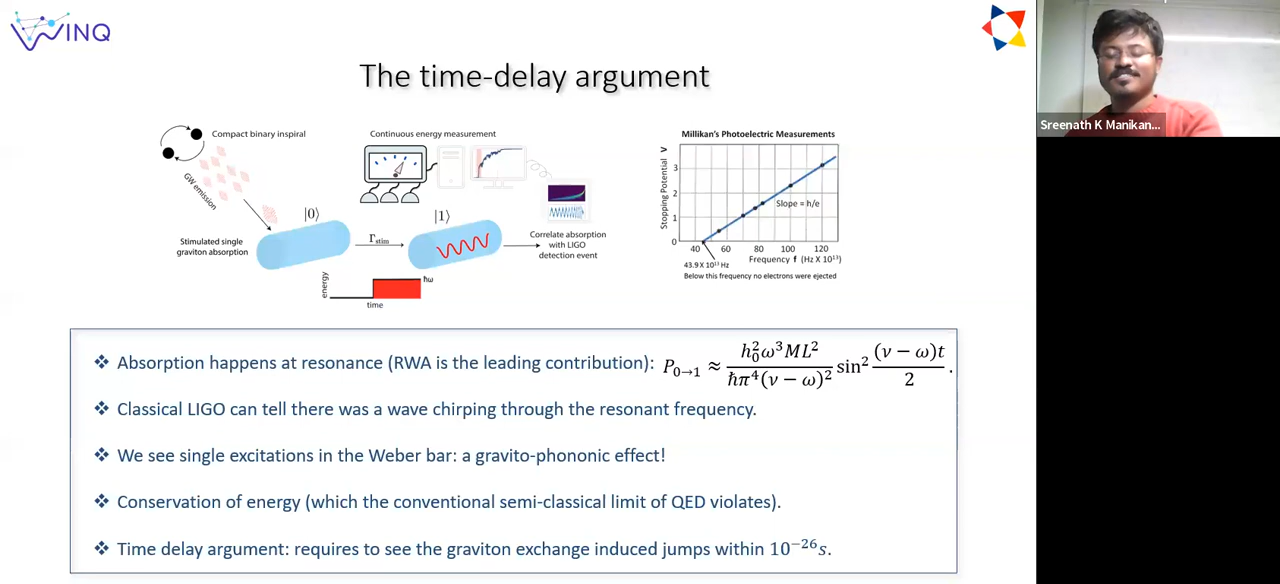 WINQ
The time-delay argument
Sreenath K Manikan...
Compact binary inspiral
GW emission
Stimulated single
graviton absorption
|0⟩
Γstim
|1⟩
Continuous energy measurement
Correlate absorption
with LIGO
detection event
energy
time
ħω
Millikan's Photoelectric Measurements
Stopping Potential V
3
2
1
0
Slope = h/e
40 60 80 100 120
Frequency f (Hz X 10¹³)
43.9 X 10¹³ Hz
Below this frequency no electrons were ejected
❖ Absorption happens at resonance (RWA is the leading contribution): P₀→₁ ≈ h₀²ω³ML² / ħπ⁴(ν − ω)² sin² (ν − ω)t / 2 .
❖ Classical LIGO can tell there was a wave chirping through the resonant frequency.
❖ We see single excitations in the Weber bar: a gravito-phononic effect!
❖ Conservation of energy (which the conventional semi-classical limit of QED violates).
❖ Time delay argument: requires to see the graviton exchange induced jumps within 10⁻²⁶s.